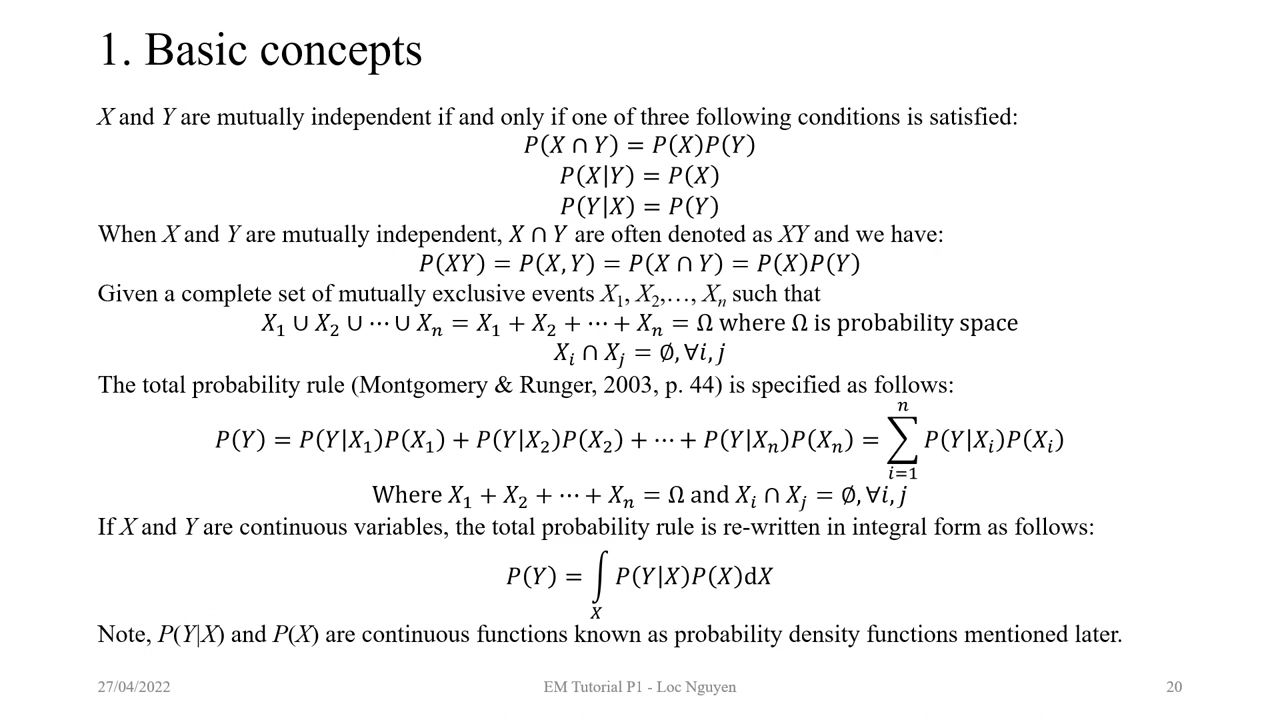 1. Basic concepts
X and Y are mutually independent if and only if one of three following conditions is satisfied:
P(X ∩ Y) = P(X)P(Y)
P(X|Y) = P(X)
P(Y|X) = P(Y)
When X and Y are mutually independent, X ∩ Y are often denoted as XY and we have:
P(XY) = P(X, Y) = P(X ∩ Y) = P(X)P(Y)
Given a complete set of mutually exclusive events X₁, X₂,…, Xₙ such that
X₁ ∪ X₂ ∪ ⋯ ∪ Xₙ = X₁ + X₂ + ⋯ + Xₙ = Ω where Ω is probability space
Xᵢ ∩ Xⱼ = ∅, ∀i, j
The total probability rule (Montgomery & Runger, 2003, p. 44) is specified as follows:
P(Y) = P(Y|X₁)P(X₁) + P(Y|X₂)P(X₂) + ⋯ + P(Y|Xₙ)P(Xₙ) = ∑ᵢ₌₁ⁿ P(Y|Xᵢ)P(Xᵢ)
Where X₁ + X₂ + ⋯ + Xₙ = Ω and Xᵢ ∩ Xⱼ = ∅, ∀i, j
If X and Y are continuous variables, the total probability rule is re-written in integral form as follows:
P(Y) = ∫_X P(Y|X)P(X)dX
Note, P(Y|X) and P(X) are continuous functions known as probability density functions mentioned later.
27/04/2022 EM Tutorial P1 - Loc Nguyen 20